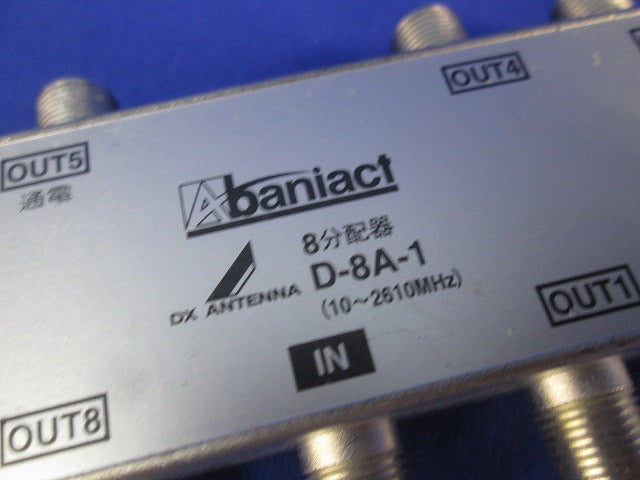 OUT4
OUT5
通電
Abaniact
8分配器
DX ANTENNA
D-8A-1
(10～2610MHz)
OUT1
IN
OUT8